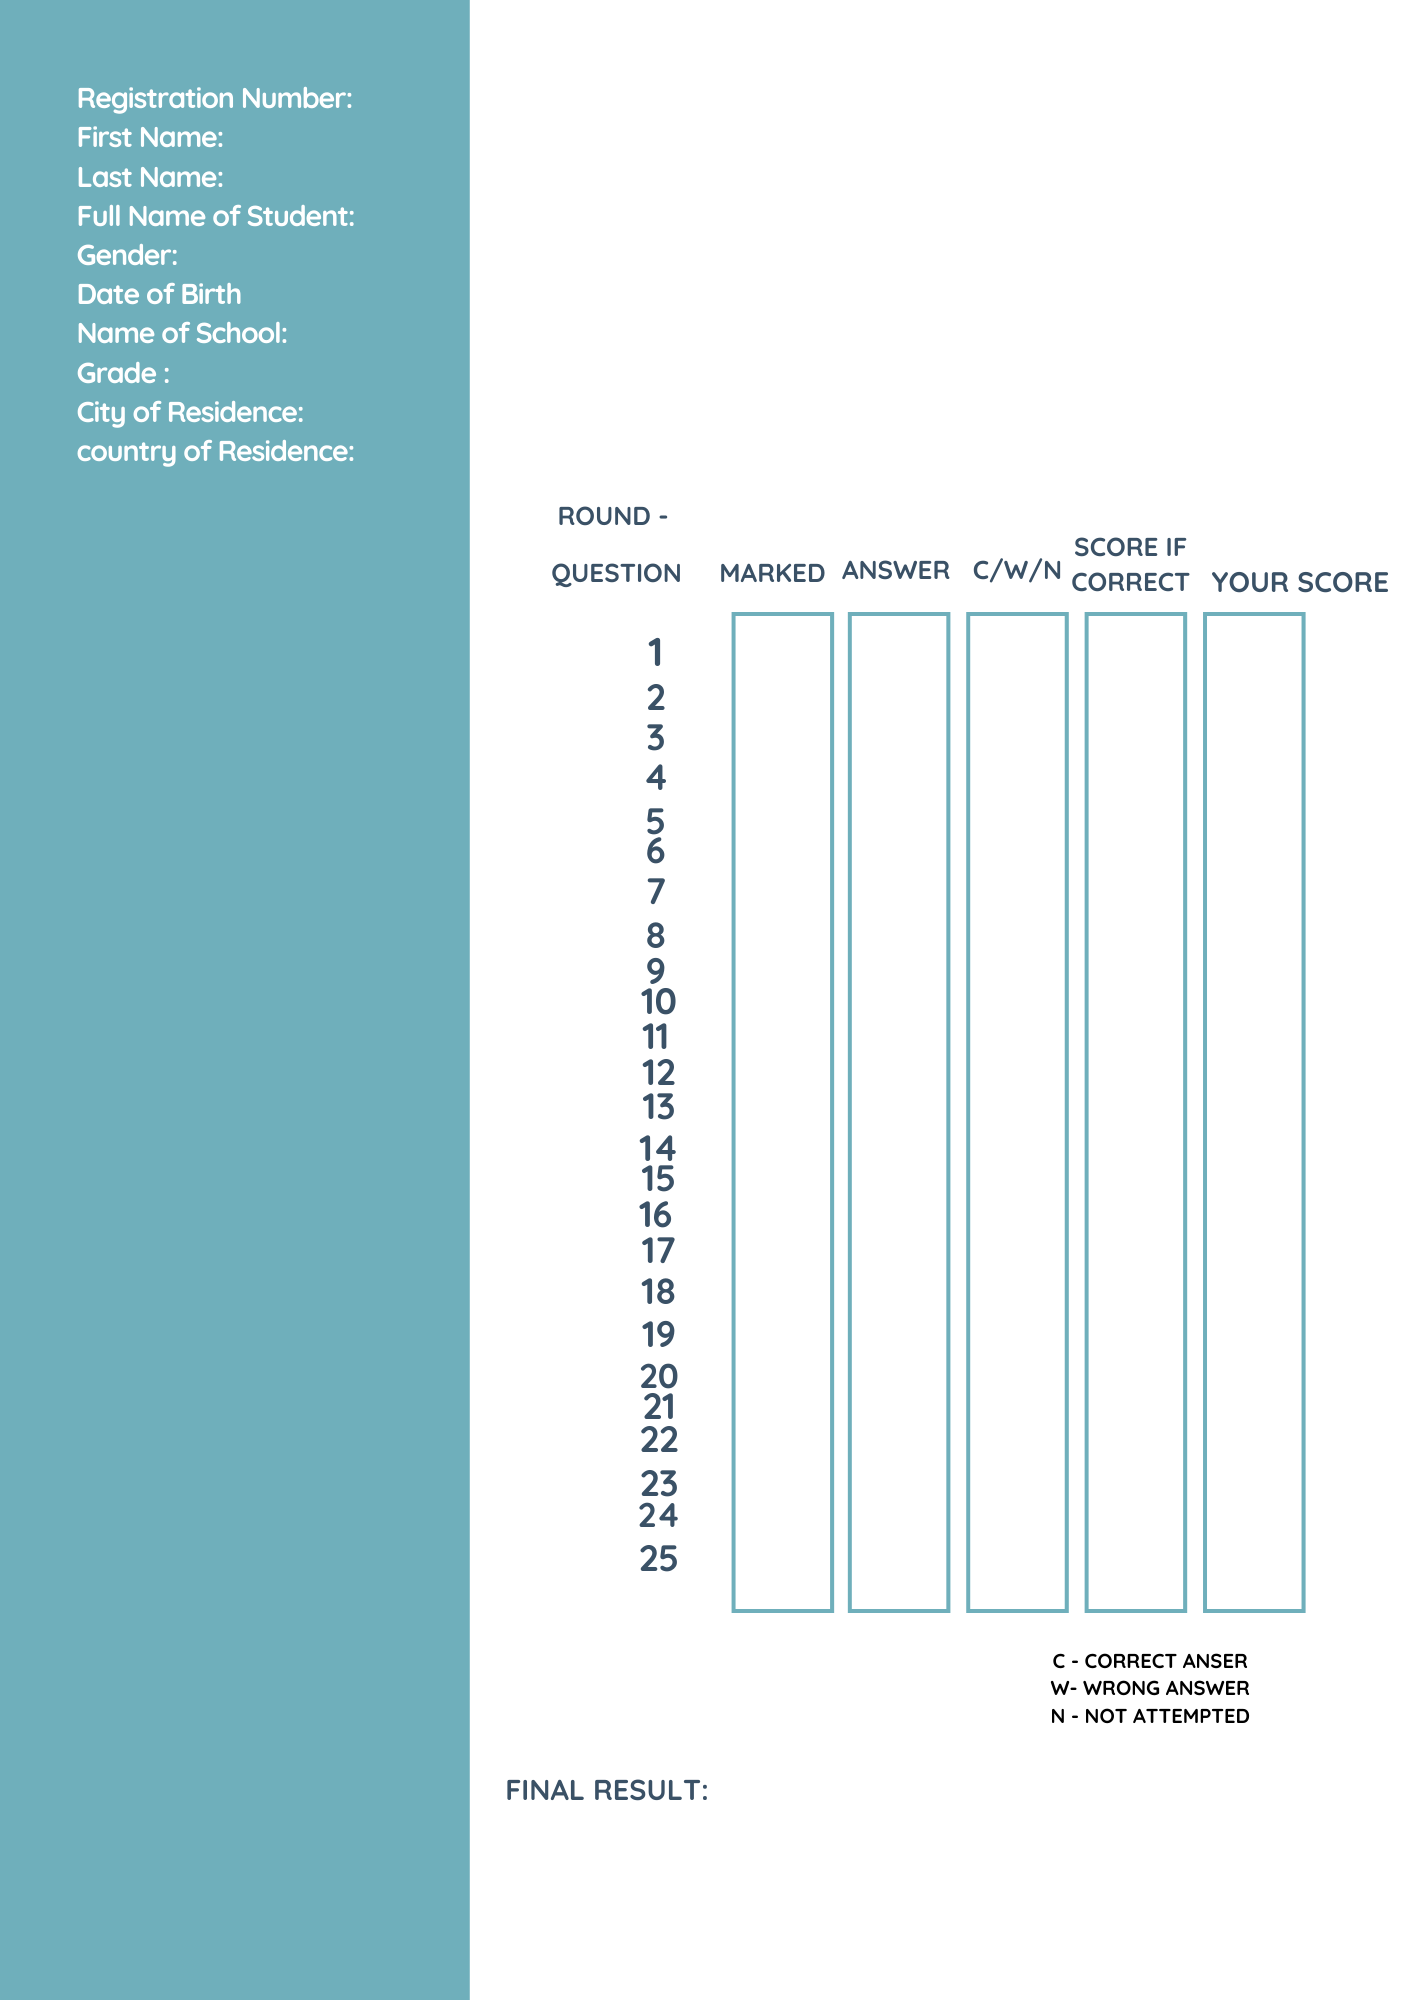 Registration Number:
First Name:
Last Name:
Full Name of Student:
Gender:
Date of Birth
Name of School:
Grade :
City of Residence:
country of Residence:
ROUND -
QUESTION MARKED ANSWER C/W/N SCORE IF CORRECT YOUR SCORE
1
2
3
4
5
6
7
8
9
10
11
12
13
14
15
16
17
18
19
20
21
22
23
24
25
C - CORRECT ANSER
W- WRONG ANSWER
N - NOT ATTEMPTED
FINAL RESULT: